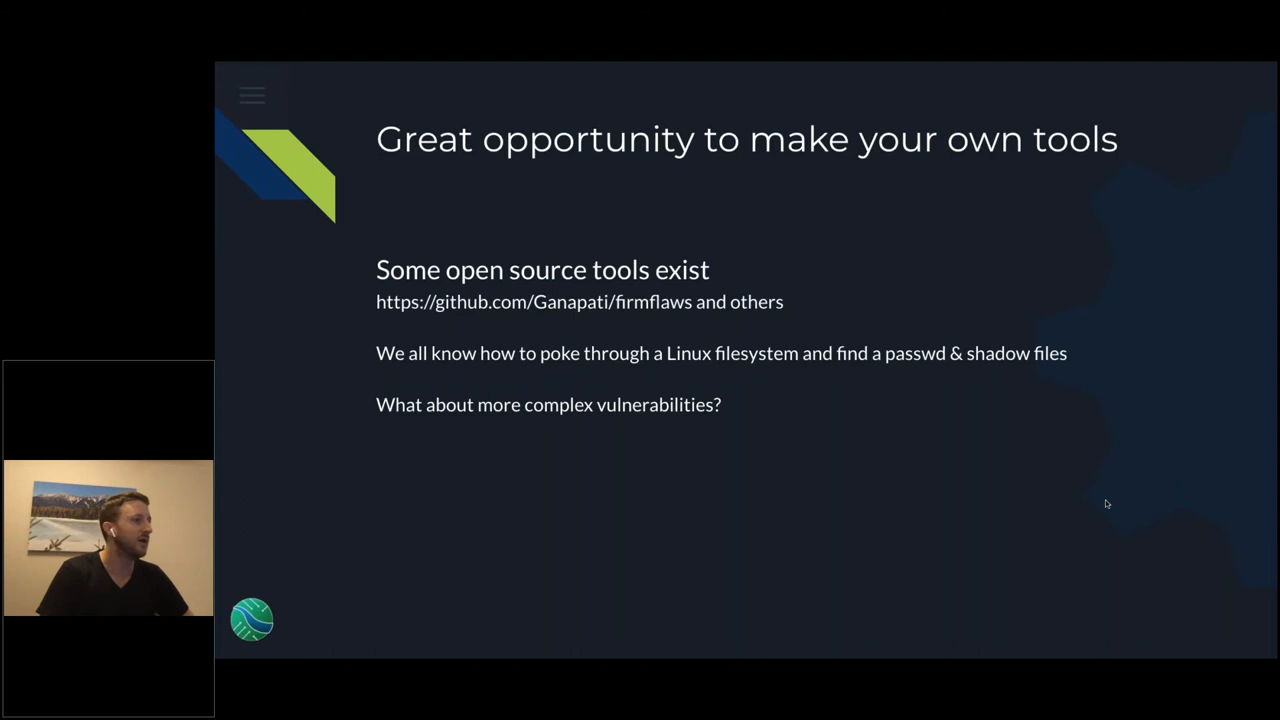 Great opportunity to make your own tools
Some open source tools exist
https://github.com/Ganapati/firmflaws and others
We all know how to poke through a Linux filesystem and find a passwd & shadow files
What about more complex vulnerabilities?